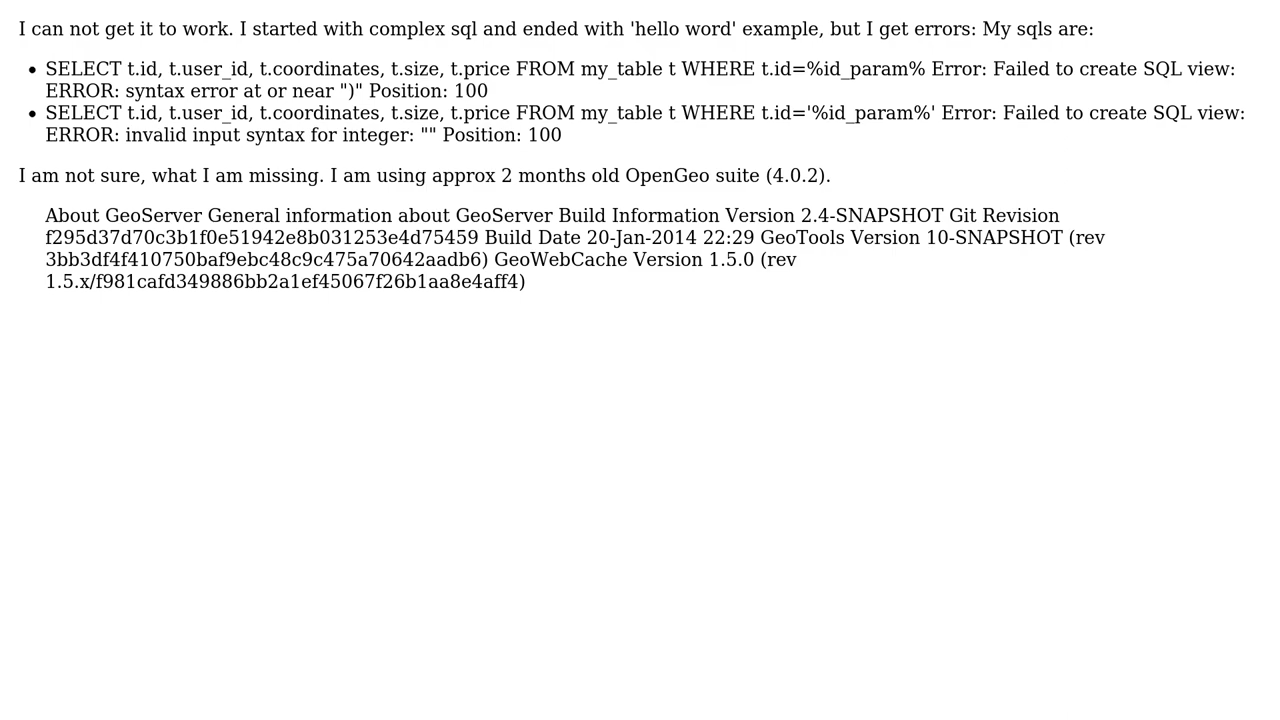 I can not get it to work. I started with complex sql and ended with 'hello word' example, but I get errors: My sqls are:
• SELECT t.id, t.user_id, t.coordinates, t.size, t.price FROM my_table t WHERE t.id=%id_param% Error: Failed to create SQL view:
ERROR: syntax error at or near ")" Position: 100
• SELECT t.id, t.user_id, t.coordinates, t.size, t.price FROM my_table t WHERE t.id='%id_param%' Error: Failed to create SQL view:
ERROR: invalid input syntax for integer: "" Position: 100
I am not sure, what I am missing. I am using approx 2 months old OpenGeo suite (4.0.2).
About GeoServer General information about GeoServer Build Information Version 2.4-SNAPSHOT Git Revision
f295d37d70c3b1f0e51942e8b031253e4d75459 Build Date 20-Jan-2014 22:29 GeoTools Version 10-SNAPSHOT (rev
3bb3df4f410750baf9ebc48c9c475a70642aadb6) GeoWebCache Version 1.5.0 (rev
1.5.x/f981cafd349886bb2a1ef45067f26b1aa8e4aff4)